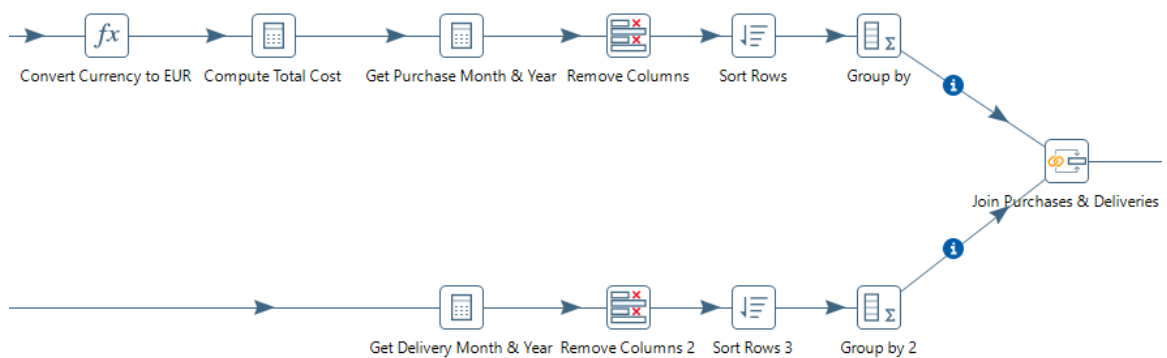 fx
Convert Currency to EUR
Compute Total Cost
Get Purchase Month & Year
Remove Columns
Sort Rows
Group by
Join Purchases & Deliveries
Get Delivery Month & Year
Remove Columns 2
Sort Rows 3
Group by 2